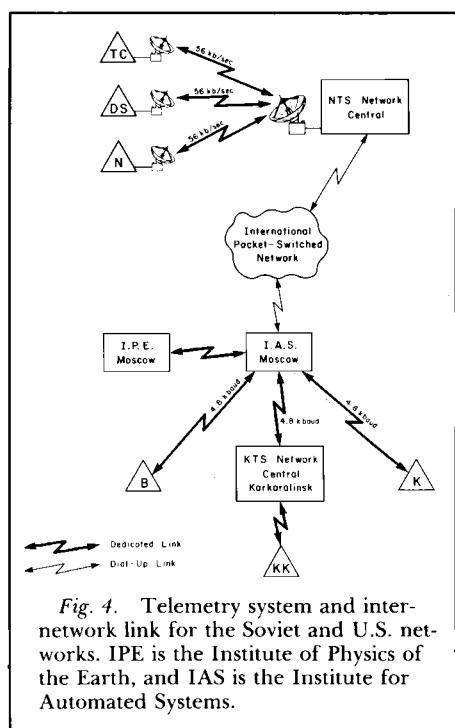 TC
56 kb/sec
DS
56 kb/sec
N
56 kb/sec
NTS Network
Central
International
Packet-Switched
Network
I.P.E.
Moscow
I.A.S.
Moscow
4.8 kbaud
4.8 kbaud
4.8 kbaud
B
KTS Network
Central
Karkaralinsk
K
KK
Dedicated Link
Dial-Up Link
Fig. 4. Telemetry system and inter-
network link for the Soviet and U.S. net-
works. IPE is the Institute of Physics of
the Earth, and IAS is the Institute for
Automated Systems.